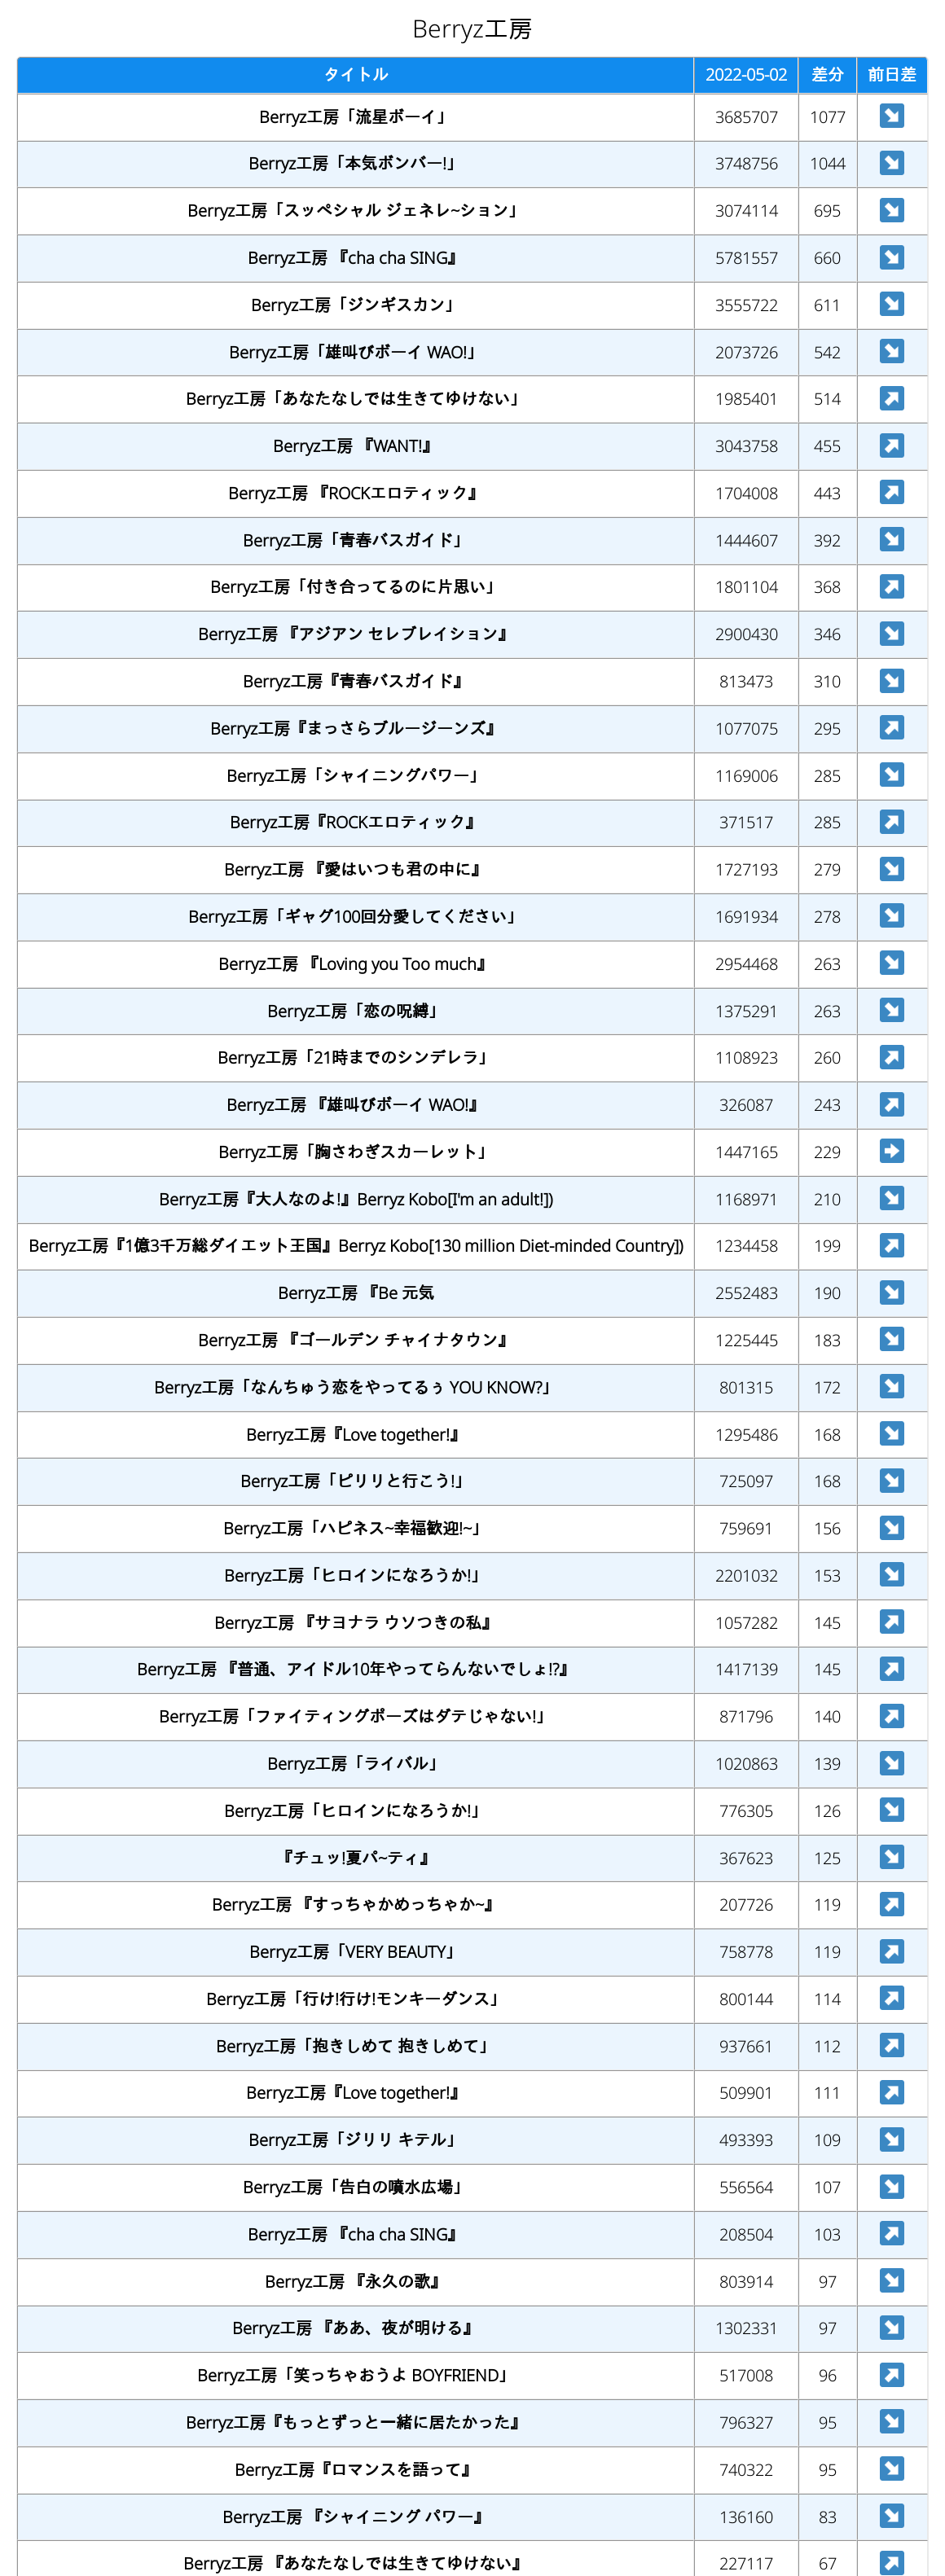 Berryz工房
タイトル 2022-05-02 差分 前日差
Berryz工房「流星ボーイ」 3685707 1077 ↘
Berryz工房「本気ボンバー!」 3748756 1044 ↘
Berryz工房「スッペシャル ジェネレ~ション」 3074114 695 ↘
Berryz工房 『cha cha SING』 5781557 660 ↘
Berryz工房「ジンギスカン」 3555722 611 ↘
Berryz工房「雄叫びボーイ WAO!」 2073726 542 ↘
Berryz工房「あなたなしでは生きてゆけない」 1985401 514 ↗
Berryz工房 『WANT!』 3043758 455 ↗
Berryz工房 『ROCKエロティック』 1704008 443 ↗
Berryz工房「青春バスガイド」 1444607 392 ↘
Berryz工房「付き合ってるのに片思い」 1801104 368 ↗
Berryz工房 『アジアン セレブレイション』 2900430 346 ↘
Berryz工房『青春バスガイド』 813473 310 ↘
Berryz工房『まっさらブルージーンズ』 1077075 295 ↗
Berryz工房「シャイニングパワー」 1169006 285 ↘
Berryz工房『ROCKエロティック』 371517 285 ↗
Berryz工房 『愛はいつも君の中に』 1727193 279 ↘
Berryz工房「ギャグ100回分愛してください」 1691934 278 ↘
Berryz工房 『Loving you Too much』 2954468 263 ↘
Berryz工房「恋の呪縛」 1375291 263 ↘
Berryz工房「21時までのシンデレラ」 1108923 260 ↗
Berryz工房 『雄叫びボーイ WAO!』 326087 243 ↗
Berryz工房「胸さわぎスカーレット」 1447165 229 ➡
Berryz工房『大人なのよ!』Berryz Kobo[I'm an adult!]) 1168971 210 ↘
Berryz工房『1億3千万総ダイエット王国』Berryz Kobo[130 million Diet-minded Country]) 1234458 199 ↗
Berryz工房 『Be 元気 2552483 190 ↘
Berryz工房 『ゴールデン チャイナタウン』 1225445 183 ↘
Berryz工房「なんちゅう恋をやってるぅ YOU KNOW?」 801315 172 ↘
Berryz工房『Love together!』 1295486 168 ↘
Berryz工房「ピリリと行こう!」 725097 168 ↘
Berryz工房「ハピネス~幸福歓迎!~」 759691 156 ↘
Berryz工房「ヒロインになろうか!」 2201032 153 ↘
Berryz工房 『サヨナラ ウソつきの私』 1057282 145 ↗
Berryz工房 『普通、アイドル10年やってらんないでしょ!?』 1417139 145 ↗
Berryz工房「ファイティングポーズはダテじゃない!」 871796 140 ↗
Berryz工房「ライバル」 1020863 139 ↘
Berryz工房「ヒロインになろうか!」 776305 126 ↘
『チュッ!夏パ~ティ』 367623 125 ↘
Berryz工房 『すっちゃかめっちゃか~』 207726 119 ↗
Berryz工房「VERY BEAUTY」 758778 119 ↗
Berryz工房「行け!行け!モンキーダンス」 800144 114 ↗
Berryz工房「抱きしめて 抱きしめて」 937661 112 ↗
Berryz工房『Love together!』 509901 111 ↗
Berryz工房「ジリリ キテル」 493393 109 ↘
Berryz工房「告白の噴水広場」 556564 107 ↘
Berryz工房 『cha cha SING』 208504 103 ↗
Berryz工房 『永久の歌』 803914 97 ↘
Berryz工房 『ああ、夜が明ける』 1302331 97 ↘
Berryz工房「笑っちゃおうよ BOYFRIEND」 517008 96 ↗
Berryz工房『もっとずっと一緒に居たかった』 796327 95 ↘
Berryz工房『ロマンスを語って』 740322 95 ↘
Berryz工房 『シャイニング パワー』 136160 83 ↘
Berryz工房 『あなたなしでは生きてゆけない』 227117 67 ↗